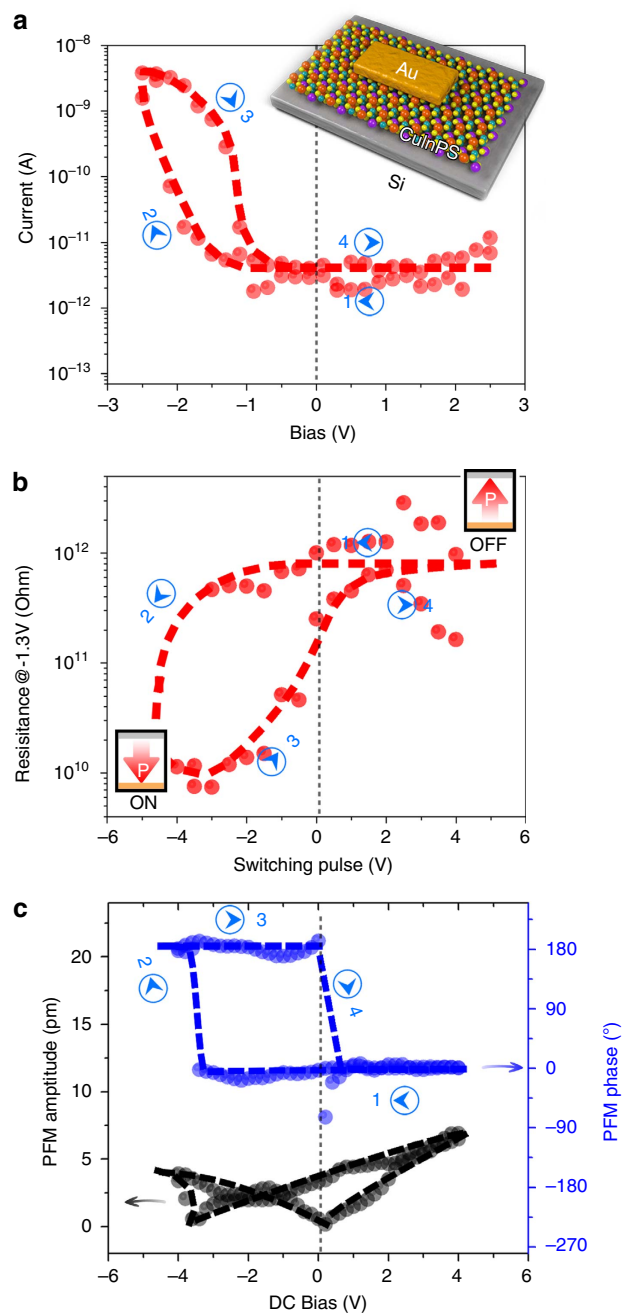 a
10⁻⁸
10⁻⁹
10⁻¹⁰
10⁻¹¹
10⁻¹²
10⁻¹³
Current (A)
Au
CuInPS
Si
3
2
4
1
−3 −2 −1 0 1 2 3
Bias (V)
b
10¹²
10¹¹
10¹⁰
Resisitance @ -1.3V (Ohm)
P
OFF
1
2
4
3
P
ON
−6 −4 −2 0 2 4 6
Switching pulse (V)
c
20
15
10
5
0
PFM amptitude (pm)
3
2
4
1
180
90
0
−90
−180
−270
PFM phase (°)
−6 −4 −2 0 2 4 6
DC Bias (V)